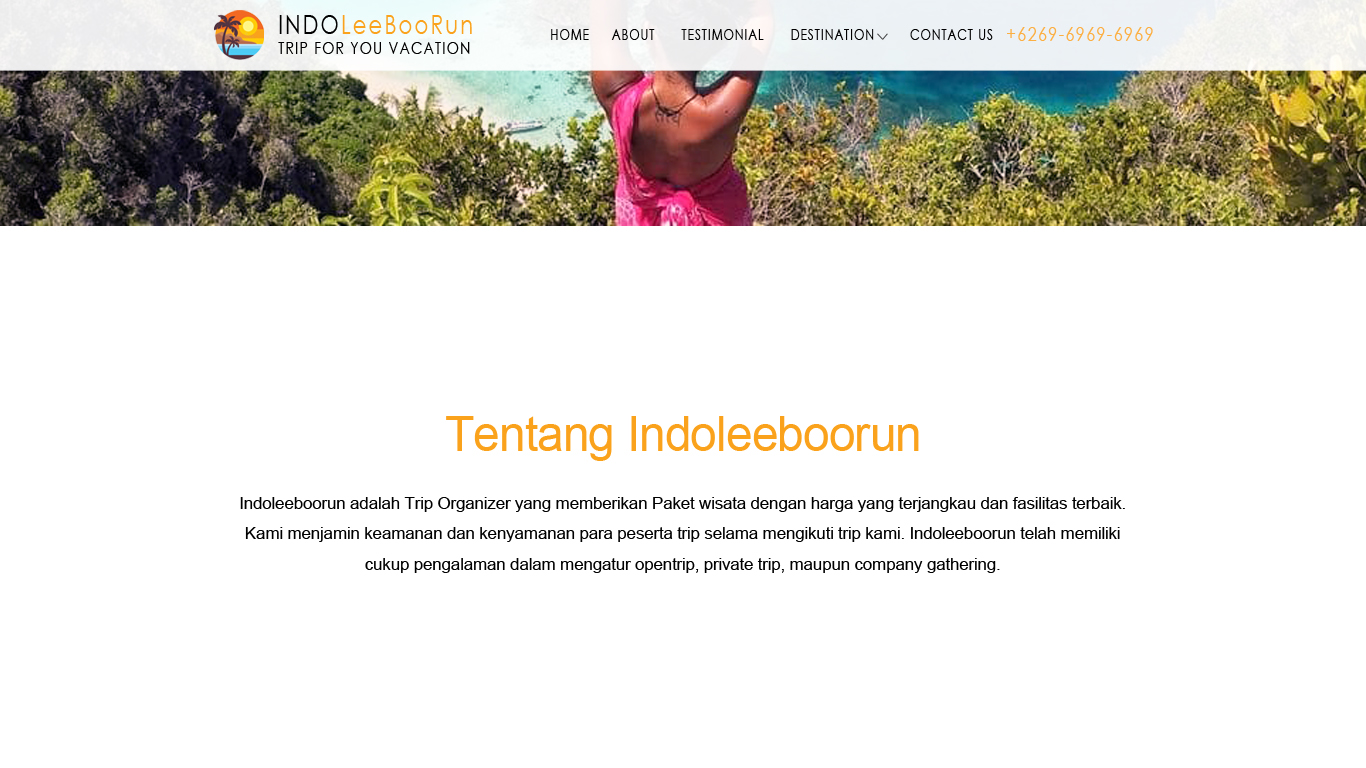 INDOLeeBooRun
TRIP FOR YOU VACATION
HOME ABOUT TESTIMONIAL DESTINATION CONTACT US +6269-6969-6969
Tentang Indoleeboorun
Indoleeboorun adalah Trip Organizer yang memberikan Paket wisata dengan harga yang terjangkau dan fasilitas terbaik.
Kami menjamin keamanan dan kenyamanan para peserta trip selama mengikuti trip kami. Indoleeboorun telah memiliki
cukup pengalaman dalam mengatur opentrip, private trip, maupun company gathering.